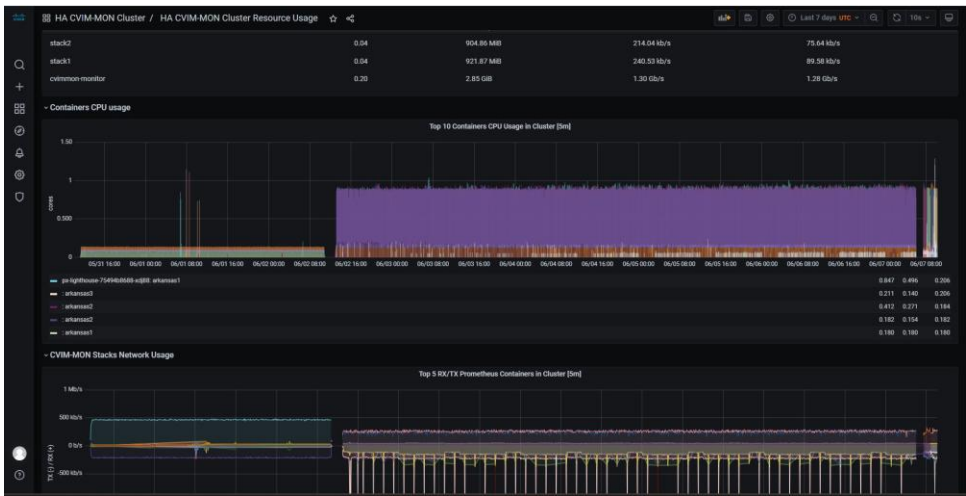 HA CVIM-MON Cluster / HA CVIM-MON Cluster Resource Usage
Last 7 days UTC
10s
stack2 0.04 904.86 MiB 214.04 kb/s 75.64 kb/s
stack1 0.04 921.87 MiB 240.53 kb/s 89.58 kb/s
cvimmon-monitor 0.20 2.85 GiB 1.30 Gb/s 1.28 Gb/s
Containers CPU usage
Top 10 Containers CPU Usage in Cluster [5m]
1.50
1
0.500
0
cores
05/31 16:00 06/01 00:00 06/01 08:00 06/01 16:00 06/02 00:00 06/02 08:00 06/02 16:00 06/03 00:00 06/03 08:00 06/03 16:00 06/04 00:00 06/04 08:00 06/04 16:00 06/05 00:00 06/05 08:00 06/05 16:00 06/06 00:00 06/06 08:00 06/06 16:00 06/07 00:00 06/07 08:00
arkansas1 0.847 0.496 0.206
: arkansas3 0.211 0.140 0.206
: arkansas2 0.412 0.271 0.184
: arkansas2 0.182 0.154 0.182
: arkansas1 0.180 0.180 0.180
CVIM-MON Stacks Network Usage
Top 5 RX/TX Prometheus Containers in Cluster [5m]
1 Mb/s
500 kb/s
0 b/s
-500 kb/s
TX (-) / RX (+)